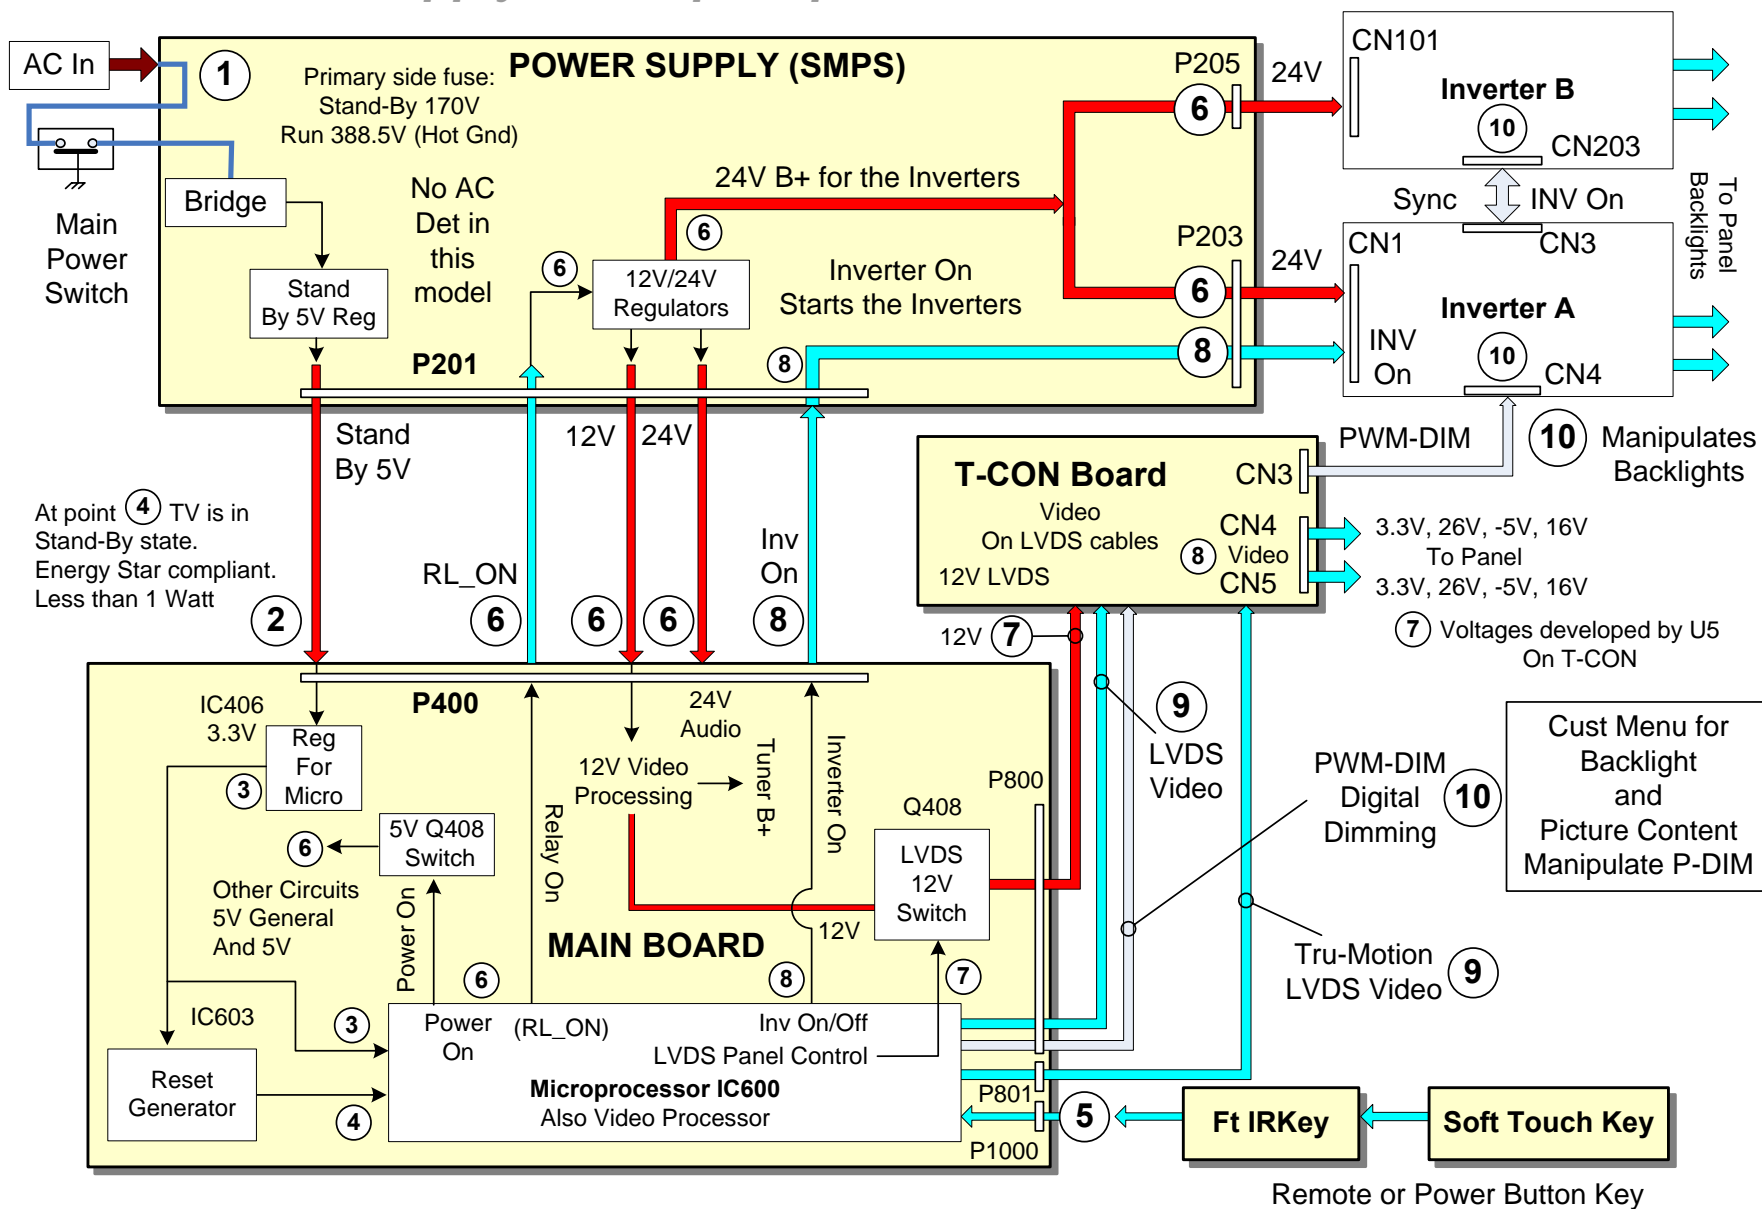 AC In
1
Primary side fuse:
Stand-By 170V
Run 388.5V (Hot Gnd)
POWER SUPPLY (SMPS)
P205
24V
CN101
Inverter B
10
CN203
6
Main
Power
Switch
Bridge
No AC
Det in
this
model
24V B+ for the Inverters
Sync
INV On
To Panel
Backlights
6
P203
24V
CN1
CN3
Stand
By 5V Reg
6
12V/24V
Regulators
Inverter On
Starts the Inverters
6
Inverter A
INV
On
10
CN4
P201
8
8
Stand
By 5V
12V
24V
PWM-DIM
10
Manipulates
Backlights
T-CON Board
CN3
Video
On LVDS cables
12V LVDS
CN4
8
Video
CN5
3.3V, 26V, -5V, 16V
To Panel
3.3V, 26V, -5V, 16V
7
Voltages developed by U5
On T-CON
At point 4 TV is in
Stand-By state.
Energy Star compliant.
Less than 1 Watt
2
RL_ON
6
6
6
Inv
On
8
12V
7
P400
IC406
3.3V
Reg
For
Micro
3
24V
Audio
12V Video
Processing
Tuner B+
Relay On
Inverter On
9
LVDS
Video
P800
PWM-DIM
Digital
Dimming
10
Cust Menu for
Backlight
and
Picture Content
Manipulate P-DIM
6
5V Q408
Switch
Other Circuits
5V General
And 5V
Power On
Q408
LVDS
12V
Switch
12V
MAIN BOARD
6
8
7
Tru-Motion
LVDS Video
9
IC603
3
Power
On
(RL_ON)
Inv On/Off
LVDS Panel Control
Reset
Generator
4
Microprocessor IC600
Also Video Processor
P801
P1000
5
Ft IRKey
Soft Touch Key
Remote or Power Button Key